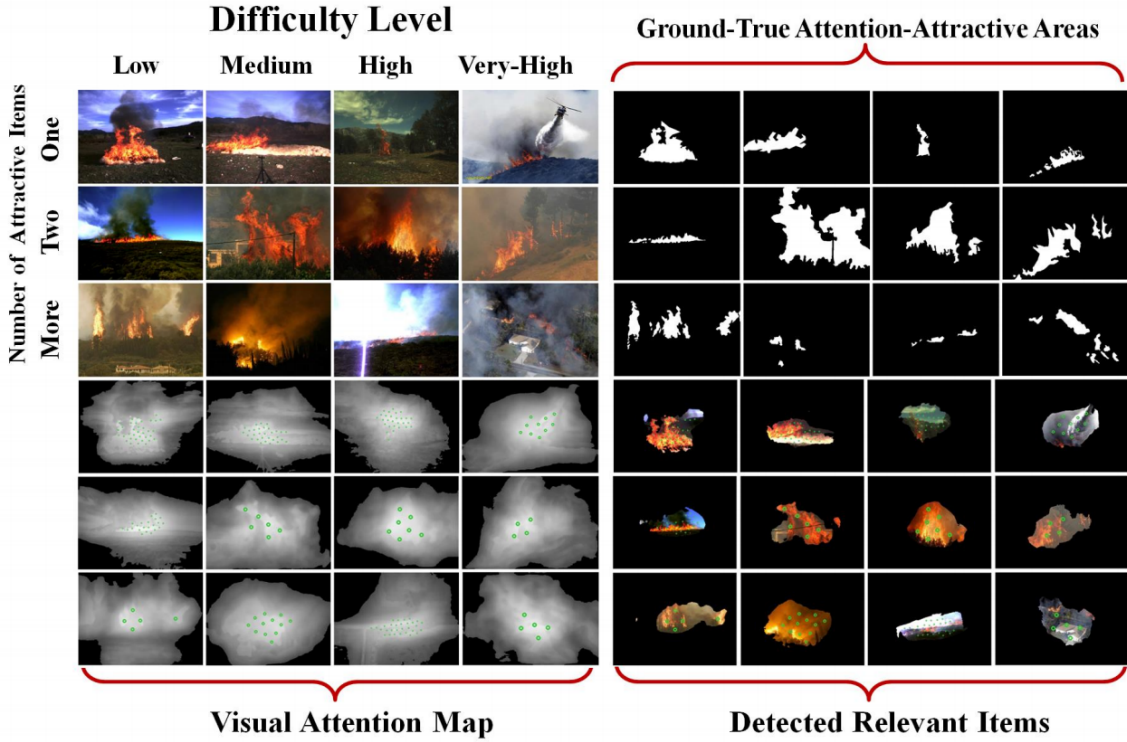 Difficulty Level
Ground-True Attention-Attractive Areas
Low Medium High Very-High
Number of Attractive Items
One
Two
More
Visual Attention Map
Detected Relevant Items